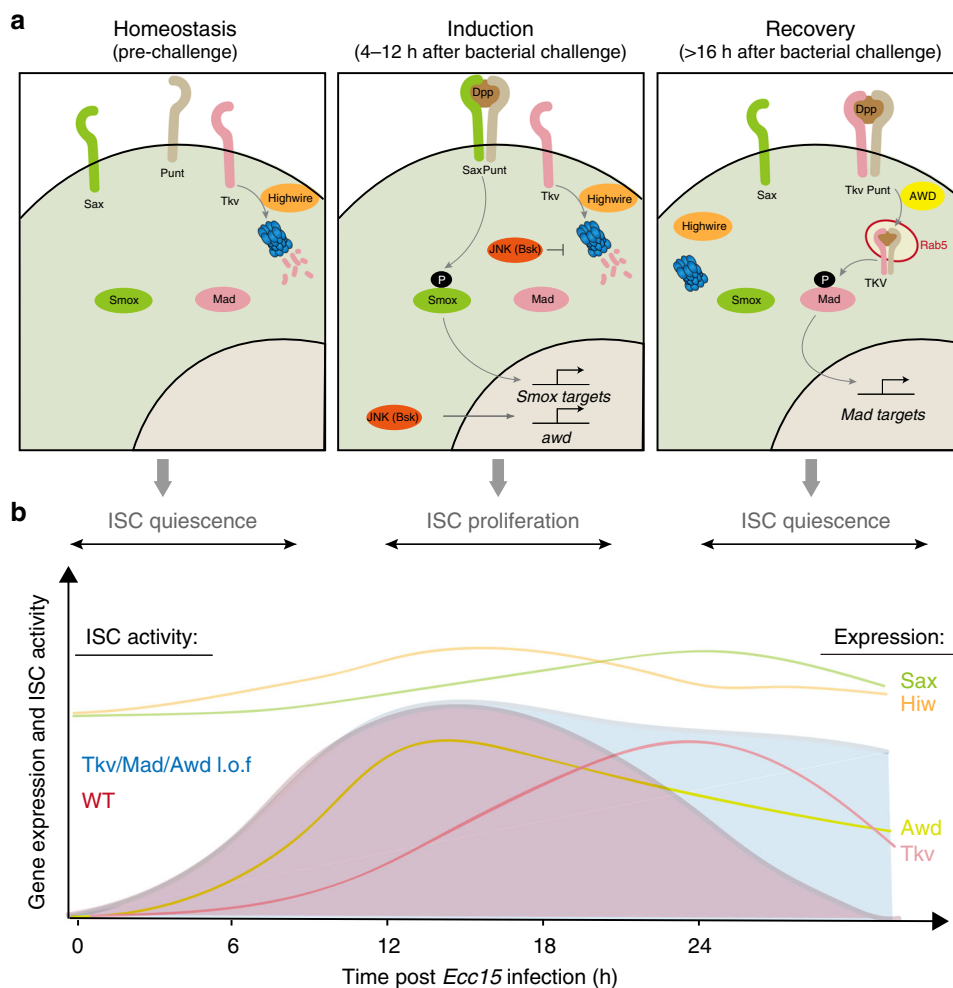 a
Homeostasis
(pre-challenge)
Induction
(4–12 h after bacterial challenge)
Recovery
(>16 h after bacterial challenge)
Sax
Punt
Tkv
Highwire
Smox
Mad
Dpp
Sax Punt
Tkv
Highwire
JNK (Bsk)
P
Smox
Mad
Smox targets
JNK (Bsk)
awd
Dpp
Sax
Tkv Punt
AWD
Highwire
Rab5
TKV
P
Smox
Mad
Mad targets
b
ISC quiescence
ISC proliferation
ISC quiescence
Gene expression and ISC activity
ISC activity:
Expression:
Sax
Hiw
Tkv/Mad/Awd l.o.f
WT
Awd
Tkv
0
6
12
18
24
Time post Ecc15 infection (h)